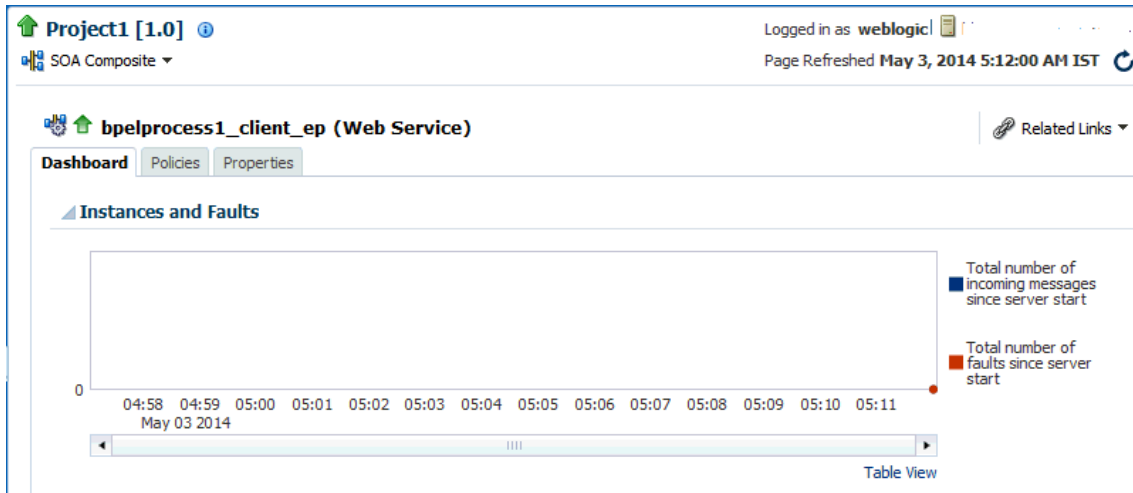 Project1 [1.0]
Logged in as weblogic
SOA Composite
Page Refreshed May 3, 2014 5:12:00 AM IST
bpelprocess1_client_ep (Web Service)
Related Links
Dashboard Policies Properties
Instances and Faults
Total number of
incoming messages
since server start
Total number of
faults since server
start
0
04:58 04:59 05:00 05:01 05:02 05:03 05:04 05:05 05:06 05:07 05:08 05:09 05:10 05:11
May 03 2014
Table View